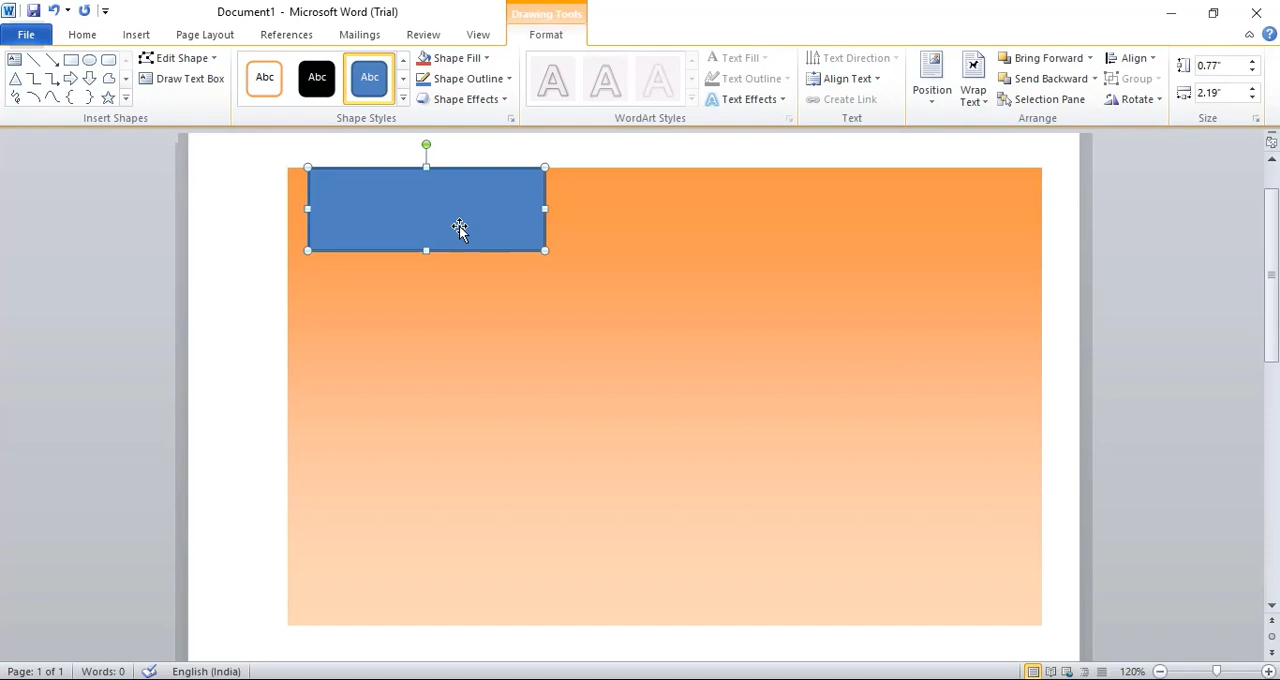 Document1 - Microsoft Word (Trial)
Drawing Tools
File Home Insert Page Layout References Mailings Review View Format
Edit Shape
Draw Text Box
Insert Shapes
Abc Abc Abc
Shape Fill
Shape Outline
Shape Effects
Shape Styles
A A A
Text Fill
Text Outline
Text Effects
WordArt Styles
Text Direction
Align Text
Create Link
Text
Position
Wrap
Text
Bring Forward
Send Backward
Selection Pane
Align
Group
Rotate
Arrange
0.77"
2.19"
Size
Page: 1 of 1 Words: 0 English (India) 120%